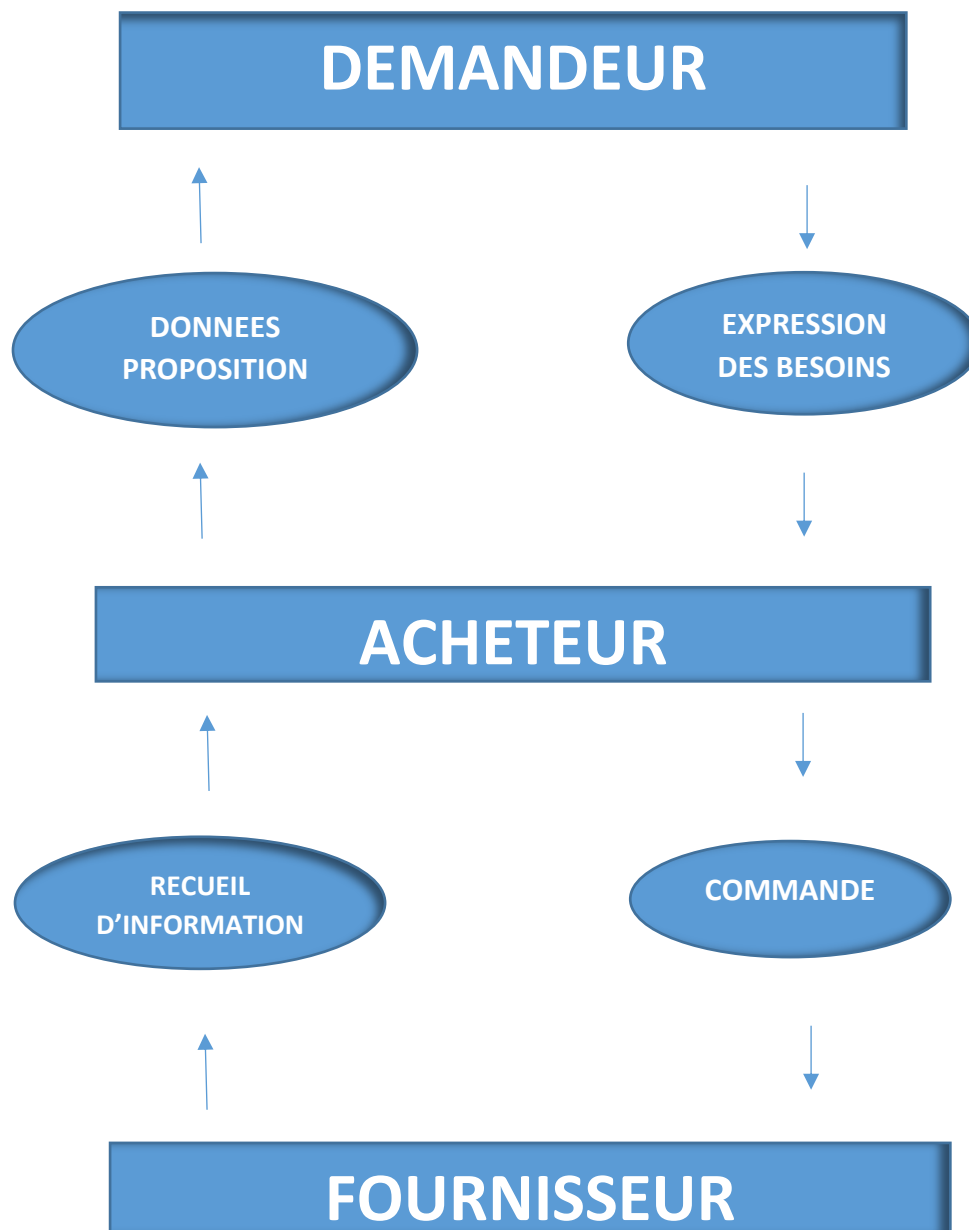 DEMANDEUR
DONNEES
PROPOSITION
EXPRESSION
DES BESOINS
ACHETEUR
RECUEIL
D’INFORMATION
COMMANDE
FOURNISSEUR